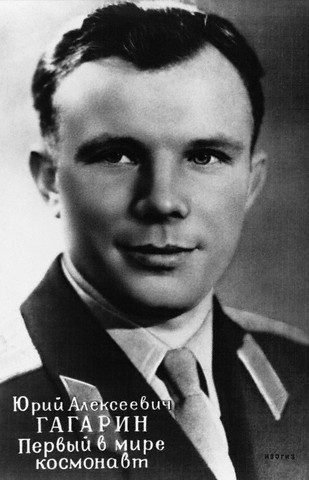 Юрий Алексеевич
ГАГАРИН
Первый в мире
космонавт
ИЗОГИЗ